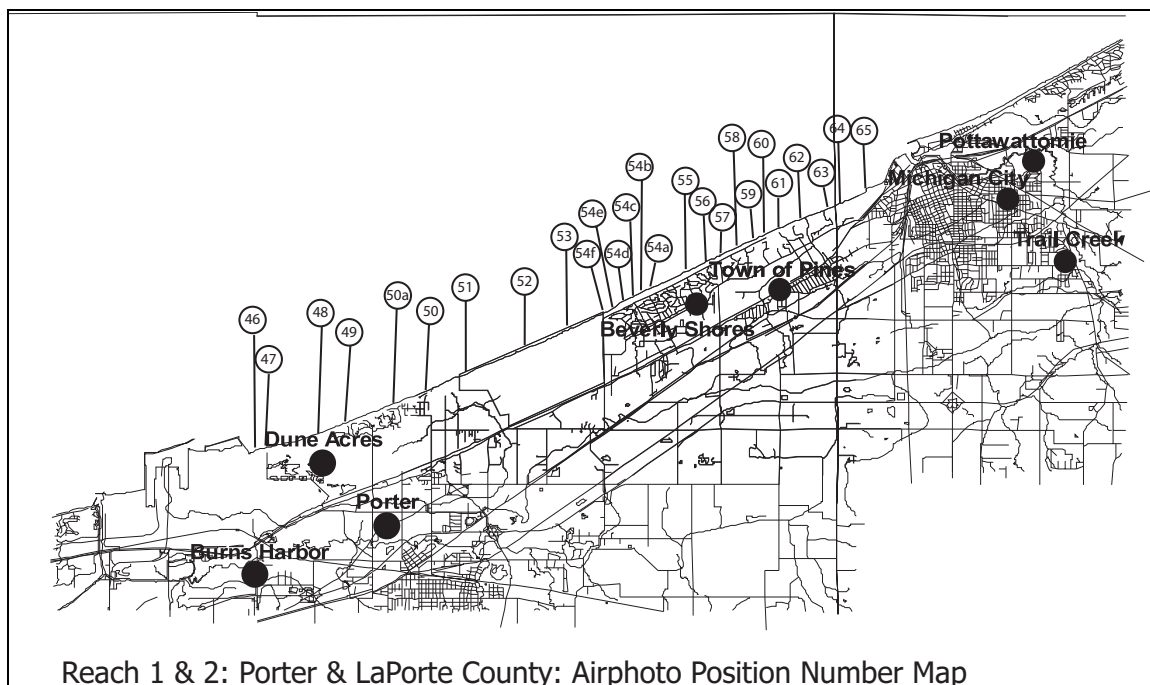 46
47
48
49
50a
50
51
52
53
54f
54e
54d
54c
54b
54a
55
56
57
58
59
60
61
62
63
64
65
Pottawattomie
Michigan City
Trail Creek
Town of Pines
Beverly Shores
Dune Acres
Porter
Burns Harbor
Reach 1 & 2: Porter & LaPorte County: Airphoto Position Number Map